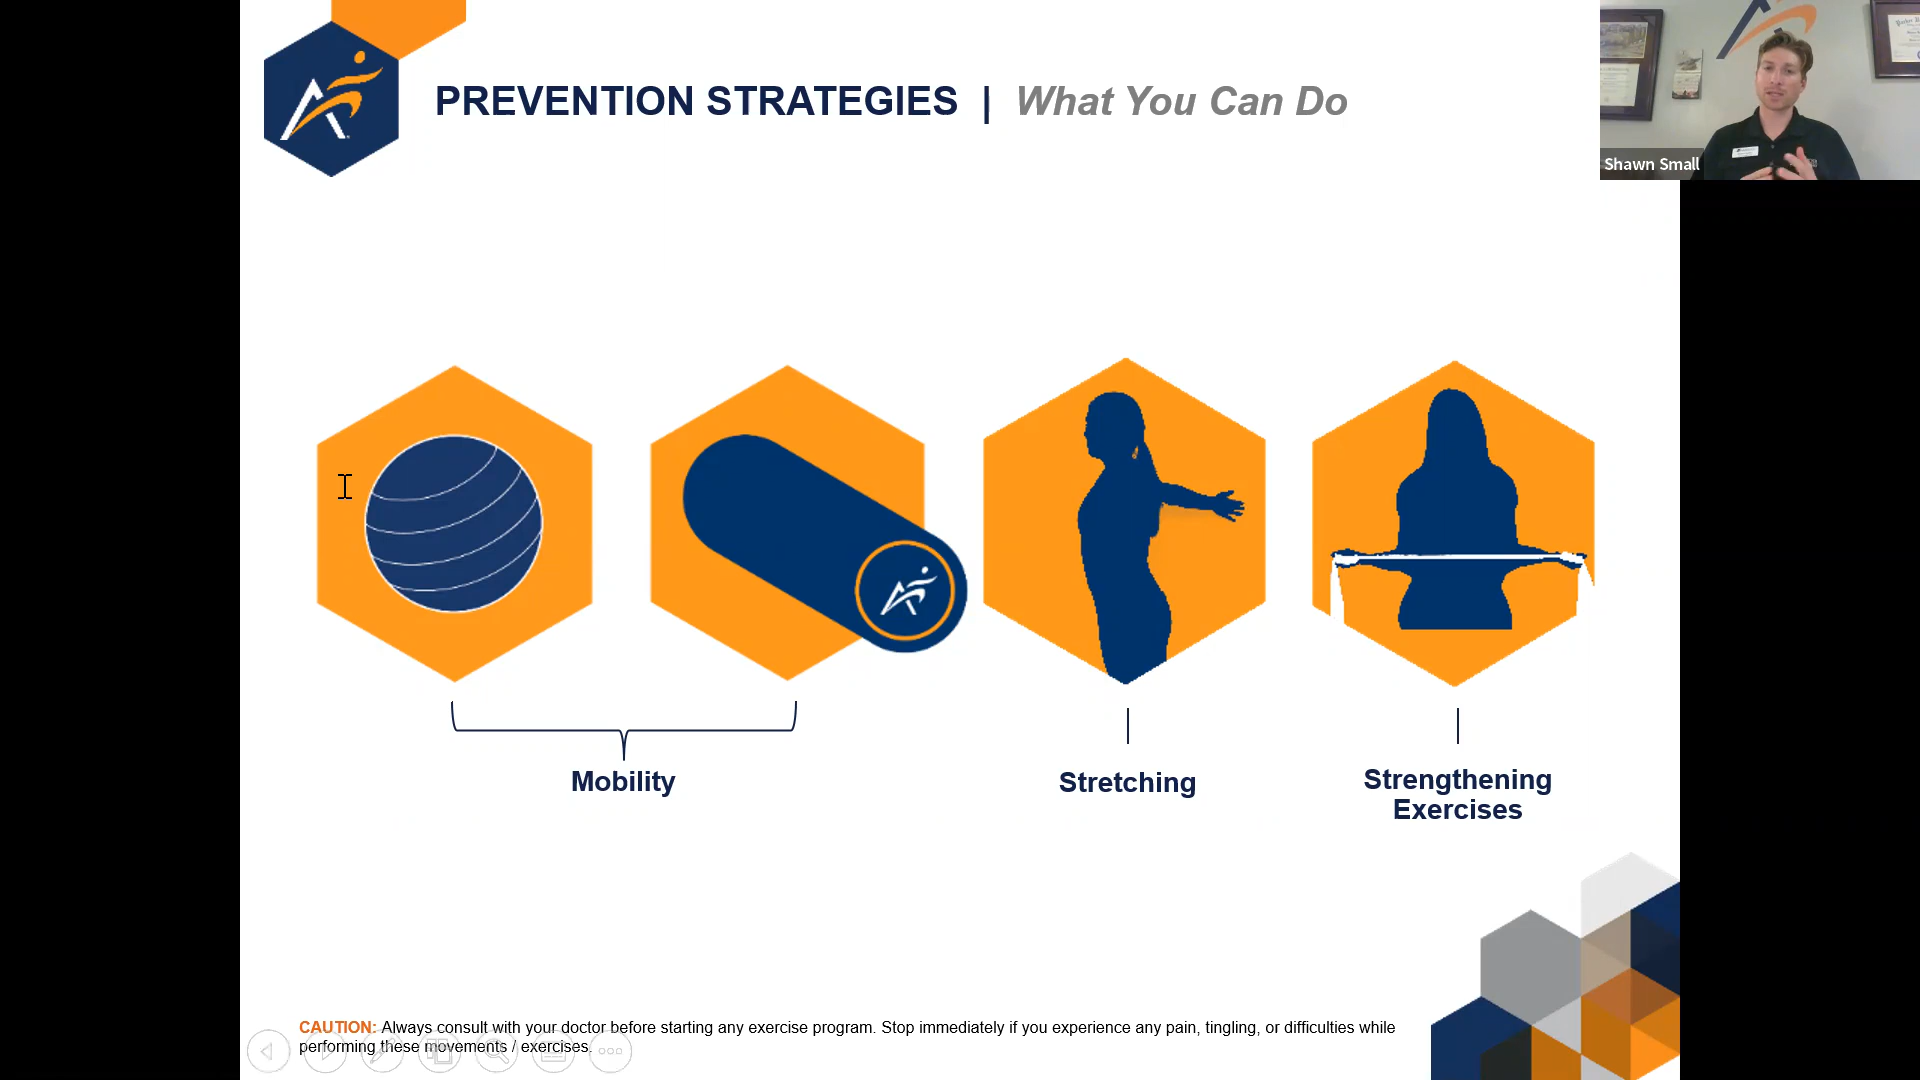 PREVENTION STRATEGIES | What You Can Do
Shawn Small
Mobility
Stretching
Strengthening
Exercises
CAUTION: Always consult with your doctor before starting any exercise program. Stop immediately if you experience any pain, tingling, or difficulties while
performing these movements / exercises.